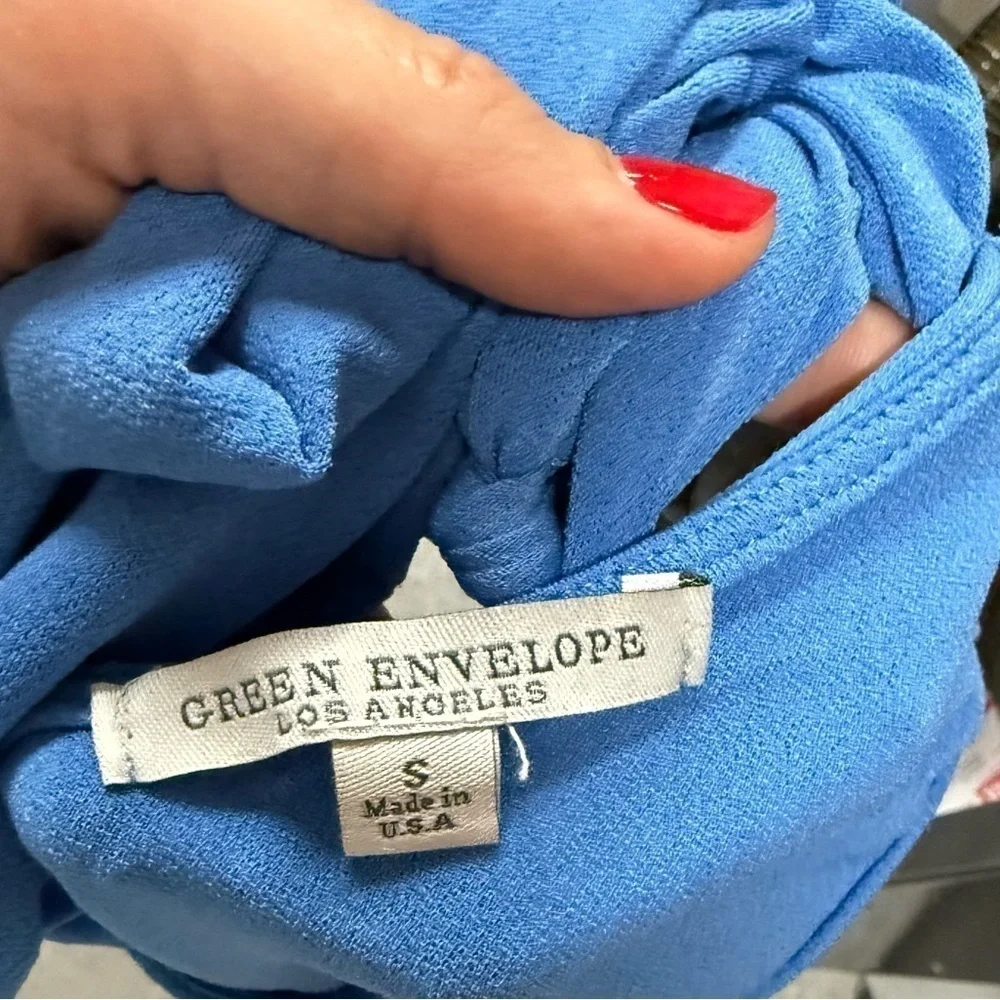 GREEN ENVELOPE
LOS ANGELES
S
Made in
U.S.A